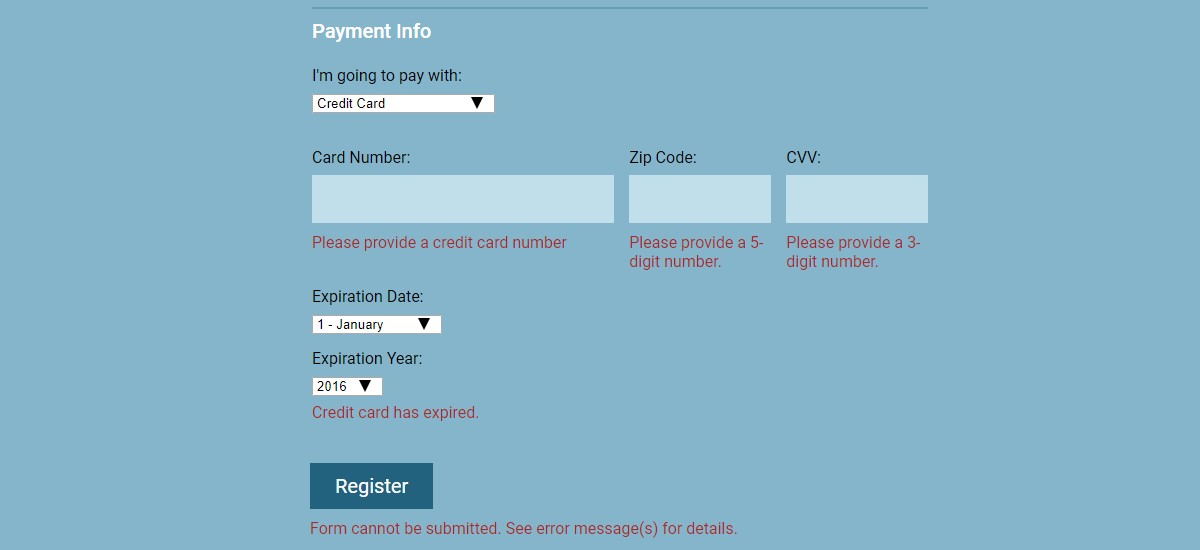 Payment Info
I'm going to pay with:
Credit Card
Card Number: Zip Code: CVV:
Please provide a credit card number
Please provide a 5-
digit number.
Please provide a 3-
digit number.
Expiration Date:
1 - January
Expiration Year:
2016
Credit card has expired.
Register
Form cannot be submitted. See error message(s) for details.